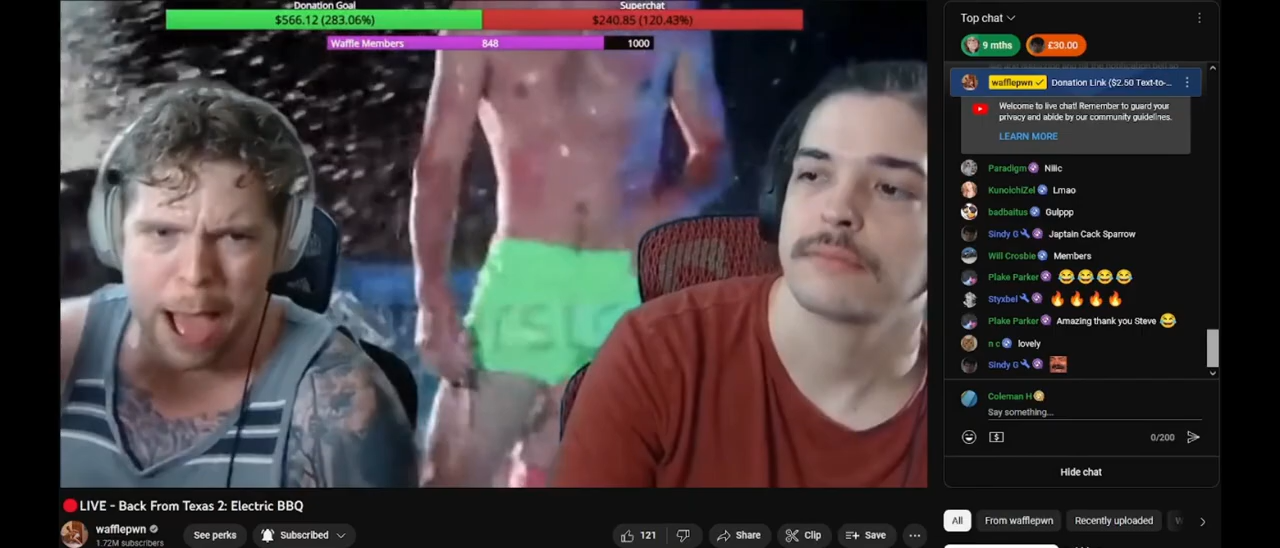 Donation Goal
Superchat
$566.12 (283.06%)
$240.85 (120.43%)
Waffle Members
848
1000
Top chat
9 mths
£30.00
wafflepwn
Donation Link ($2.50 Text-to-...
Welcome to live chat! Remember to guard your
privacy and abide by our community guidelines.
LEARN MORE
Paradigm Niiic
KunoichiZel Lmao
badbaitus Gulppp
Sindy G Japtain Cack Sparrow
Will Crosbie Members
Plake Parker 😂😂😂😂
Styxbel 🔥🔥🔥🔥
Plake Parker Amazing thank you Steve 😂
n c lovely
Sindy G
Coleman H
Say something...
0/200
Hide chat
LIVE - Back From Texas 2: Electric BBQ
wafflepwn
1.72M subscribers
See perks
Subscribed
121
Share
Clip
Save
All
From wafflepwn
Recently uploaded